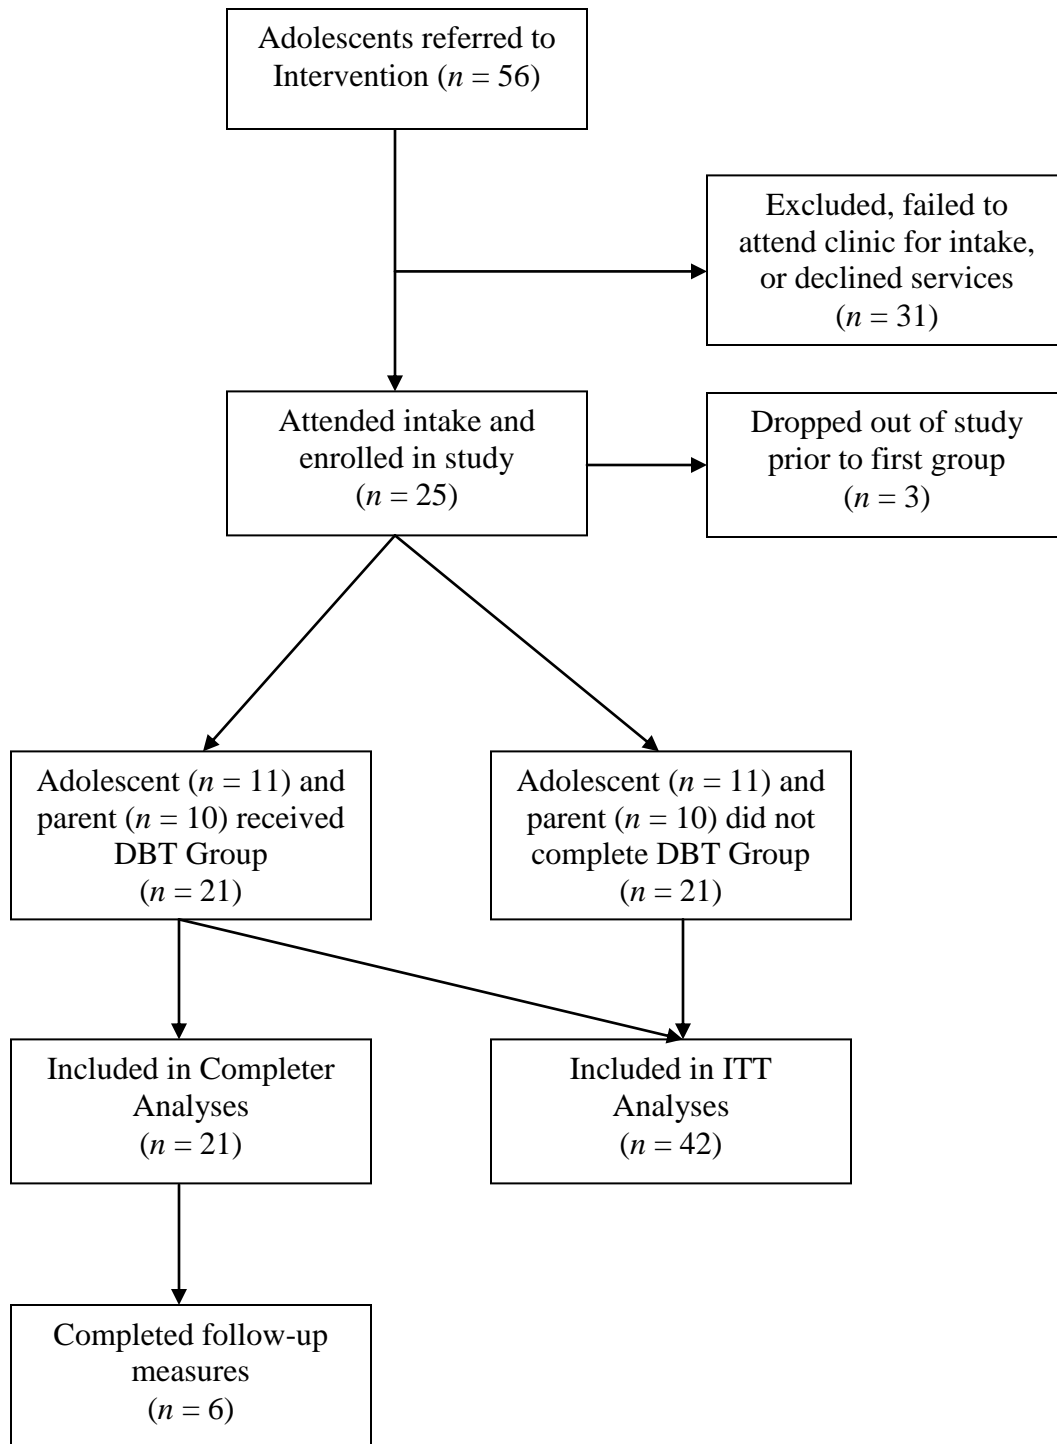 Adolescents referred to
Intervention (n = 56)
Excluded, failed to
attend clinic for intake,
or declined services
(n = 31)
Attended intake and
enrolled in study
(n = 25)
Dropped out of study
prior to first group
(n = 3)
Adolescent (n = 11) and
parent (n = 10) received
DBT Group
(n = 21)
Adolescent (n = 11) and
parent (n = 10) did not
complete DBT Group
(n = 21)
Included in Completer
Analyses
(n = 21)
Included in ITT
Analyses
(n = 42)
Completed follow-up
measures
(n = 6)